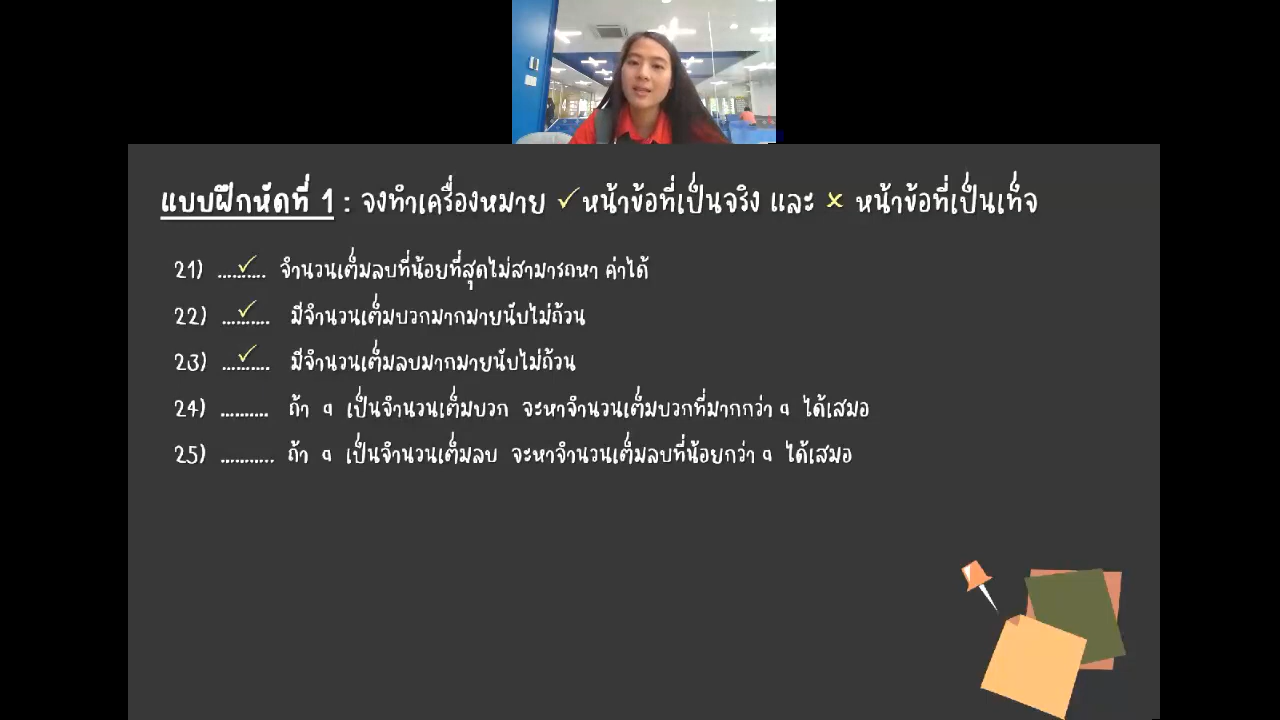 แบบฝึกหัดที่ 1 : จงทำเครื่องหมาย ✓ หน้าข้อที่เป็นจริง และ × หน้าข้อที่เป็นเท็จ
21) ....✓.... จำนวนเต็มลบที่น้อยที่สุดไม่สามารถหา ค่าได้
22) ....✓.... มีจำนวนเต็มบวกมากมายนับไม่ถ้วน
23) ....✓.... มีจำนวนเต็มลบมากมายนับไม่ถ้วน
24) .......... ถ้า a เป็นจำนวนเต็มบวก จะหาจำนวนเต็มบวกที่มากกว่า a ได้เสมอ
25) ........... ถ้า a เป็นจำนวนเต็มลบ จะหาจำนวนเต็มลบที่น้อยกว่า a ได้เสมอ